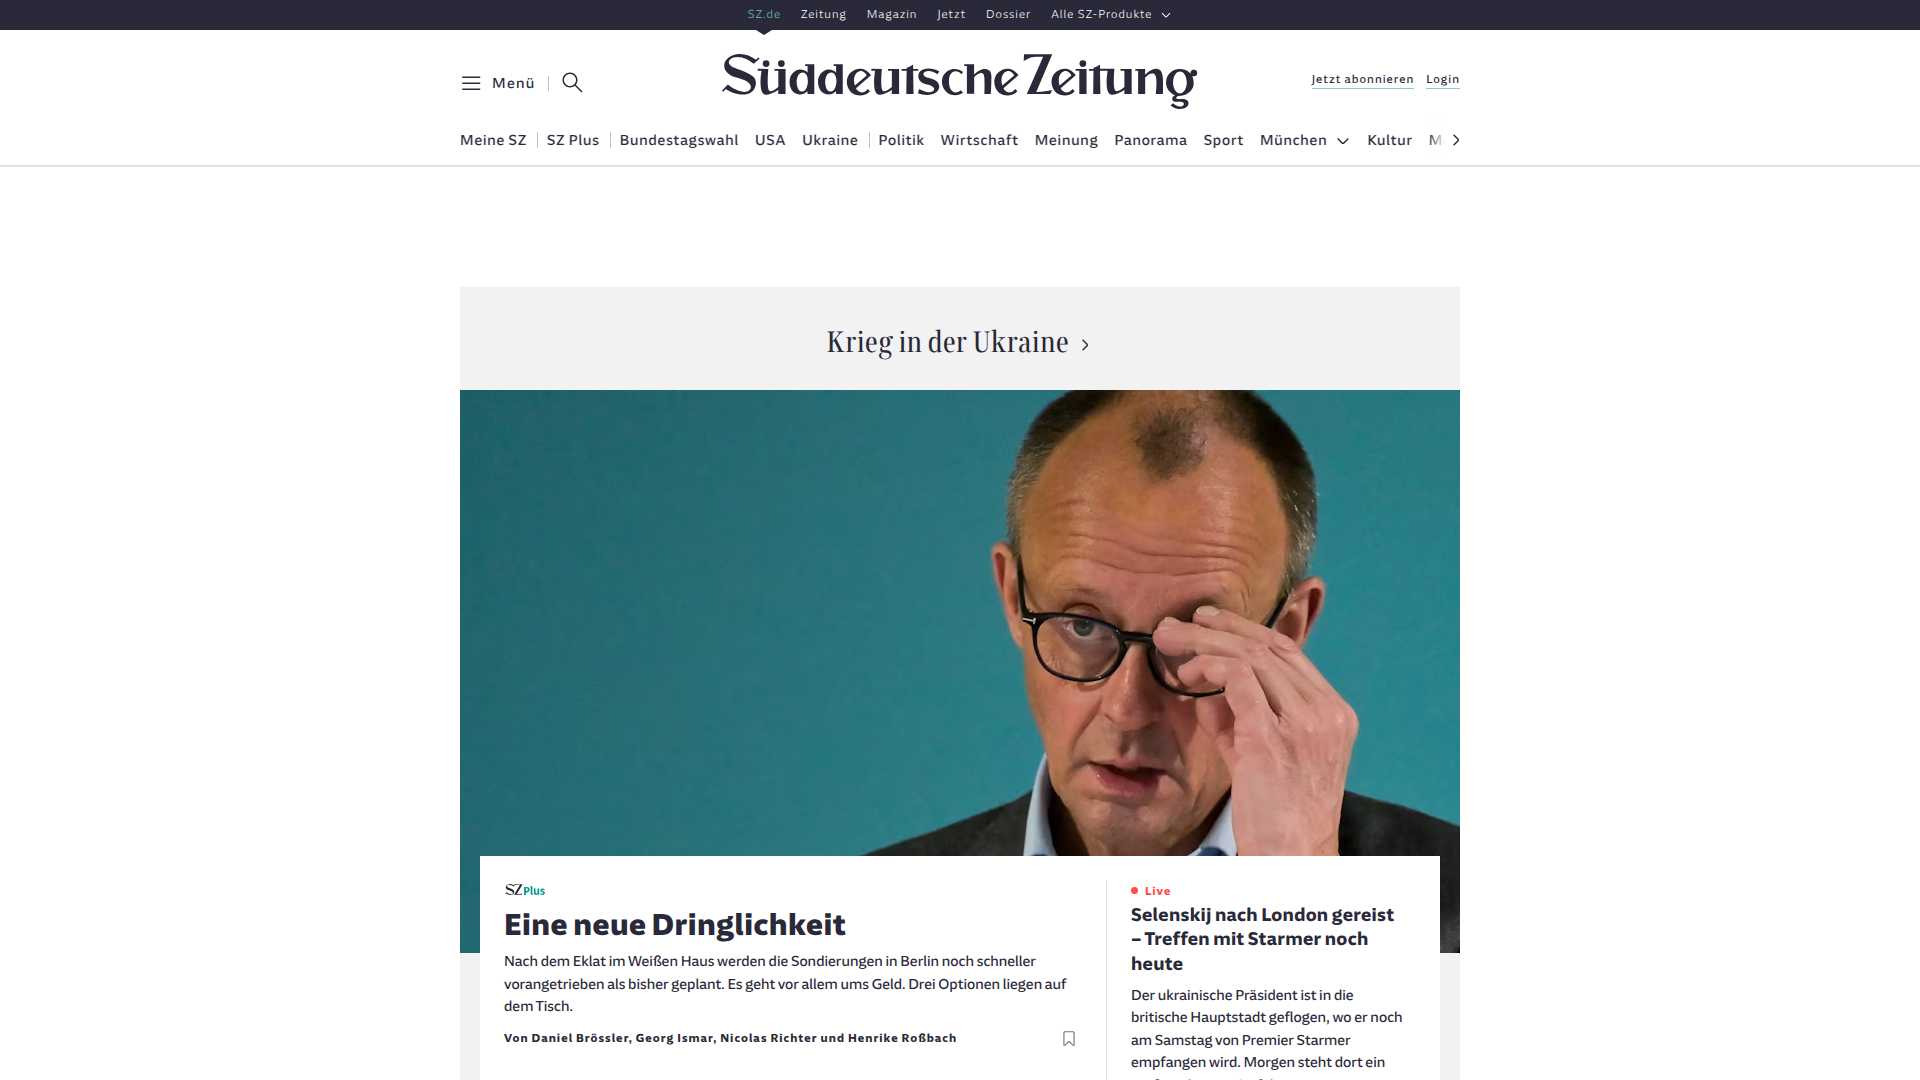 SZ.de Zeitung Magazin Jetzt Dossier Alle SZ-Produkte
Menü
Süddeutsche Zeitung
Jetzt abonnieren Login
Meine SZ SZ Plus Bundestagswahl USA Ukraine Politik Wirtschaft Meinung Panorama Sport München Kultur M
Krieg in der Ukraine
SZ Plus
Eine neue Dringlichkeit
Nach dem Eklat im Weißen Haus werden die Sondierungen in Berlin noch schneller
vorangetrieben als bisher geplant. Es geht vor allem ums Geld. Drei Optionen liegen auf
dem Tisch.
Von Daniel Brössler, Georg Ismar, Nicolas Richter und Henrike Roßbach
Live
Selenskij nach London gereist
– Treffen mit Starmer noch
heute
Der ukrainische Präsident ist in die
britische Hauptstadt geflogen, wo er noch
am Samstag von Premier Starmer
empfangen wird. Morgen steht dort ein